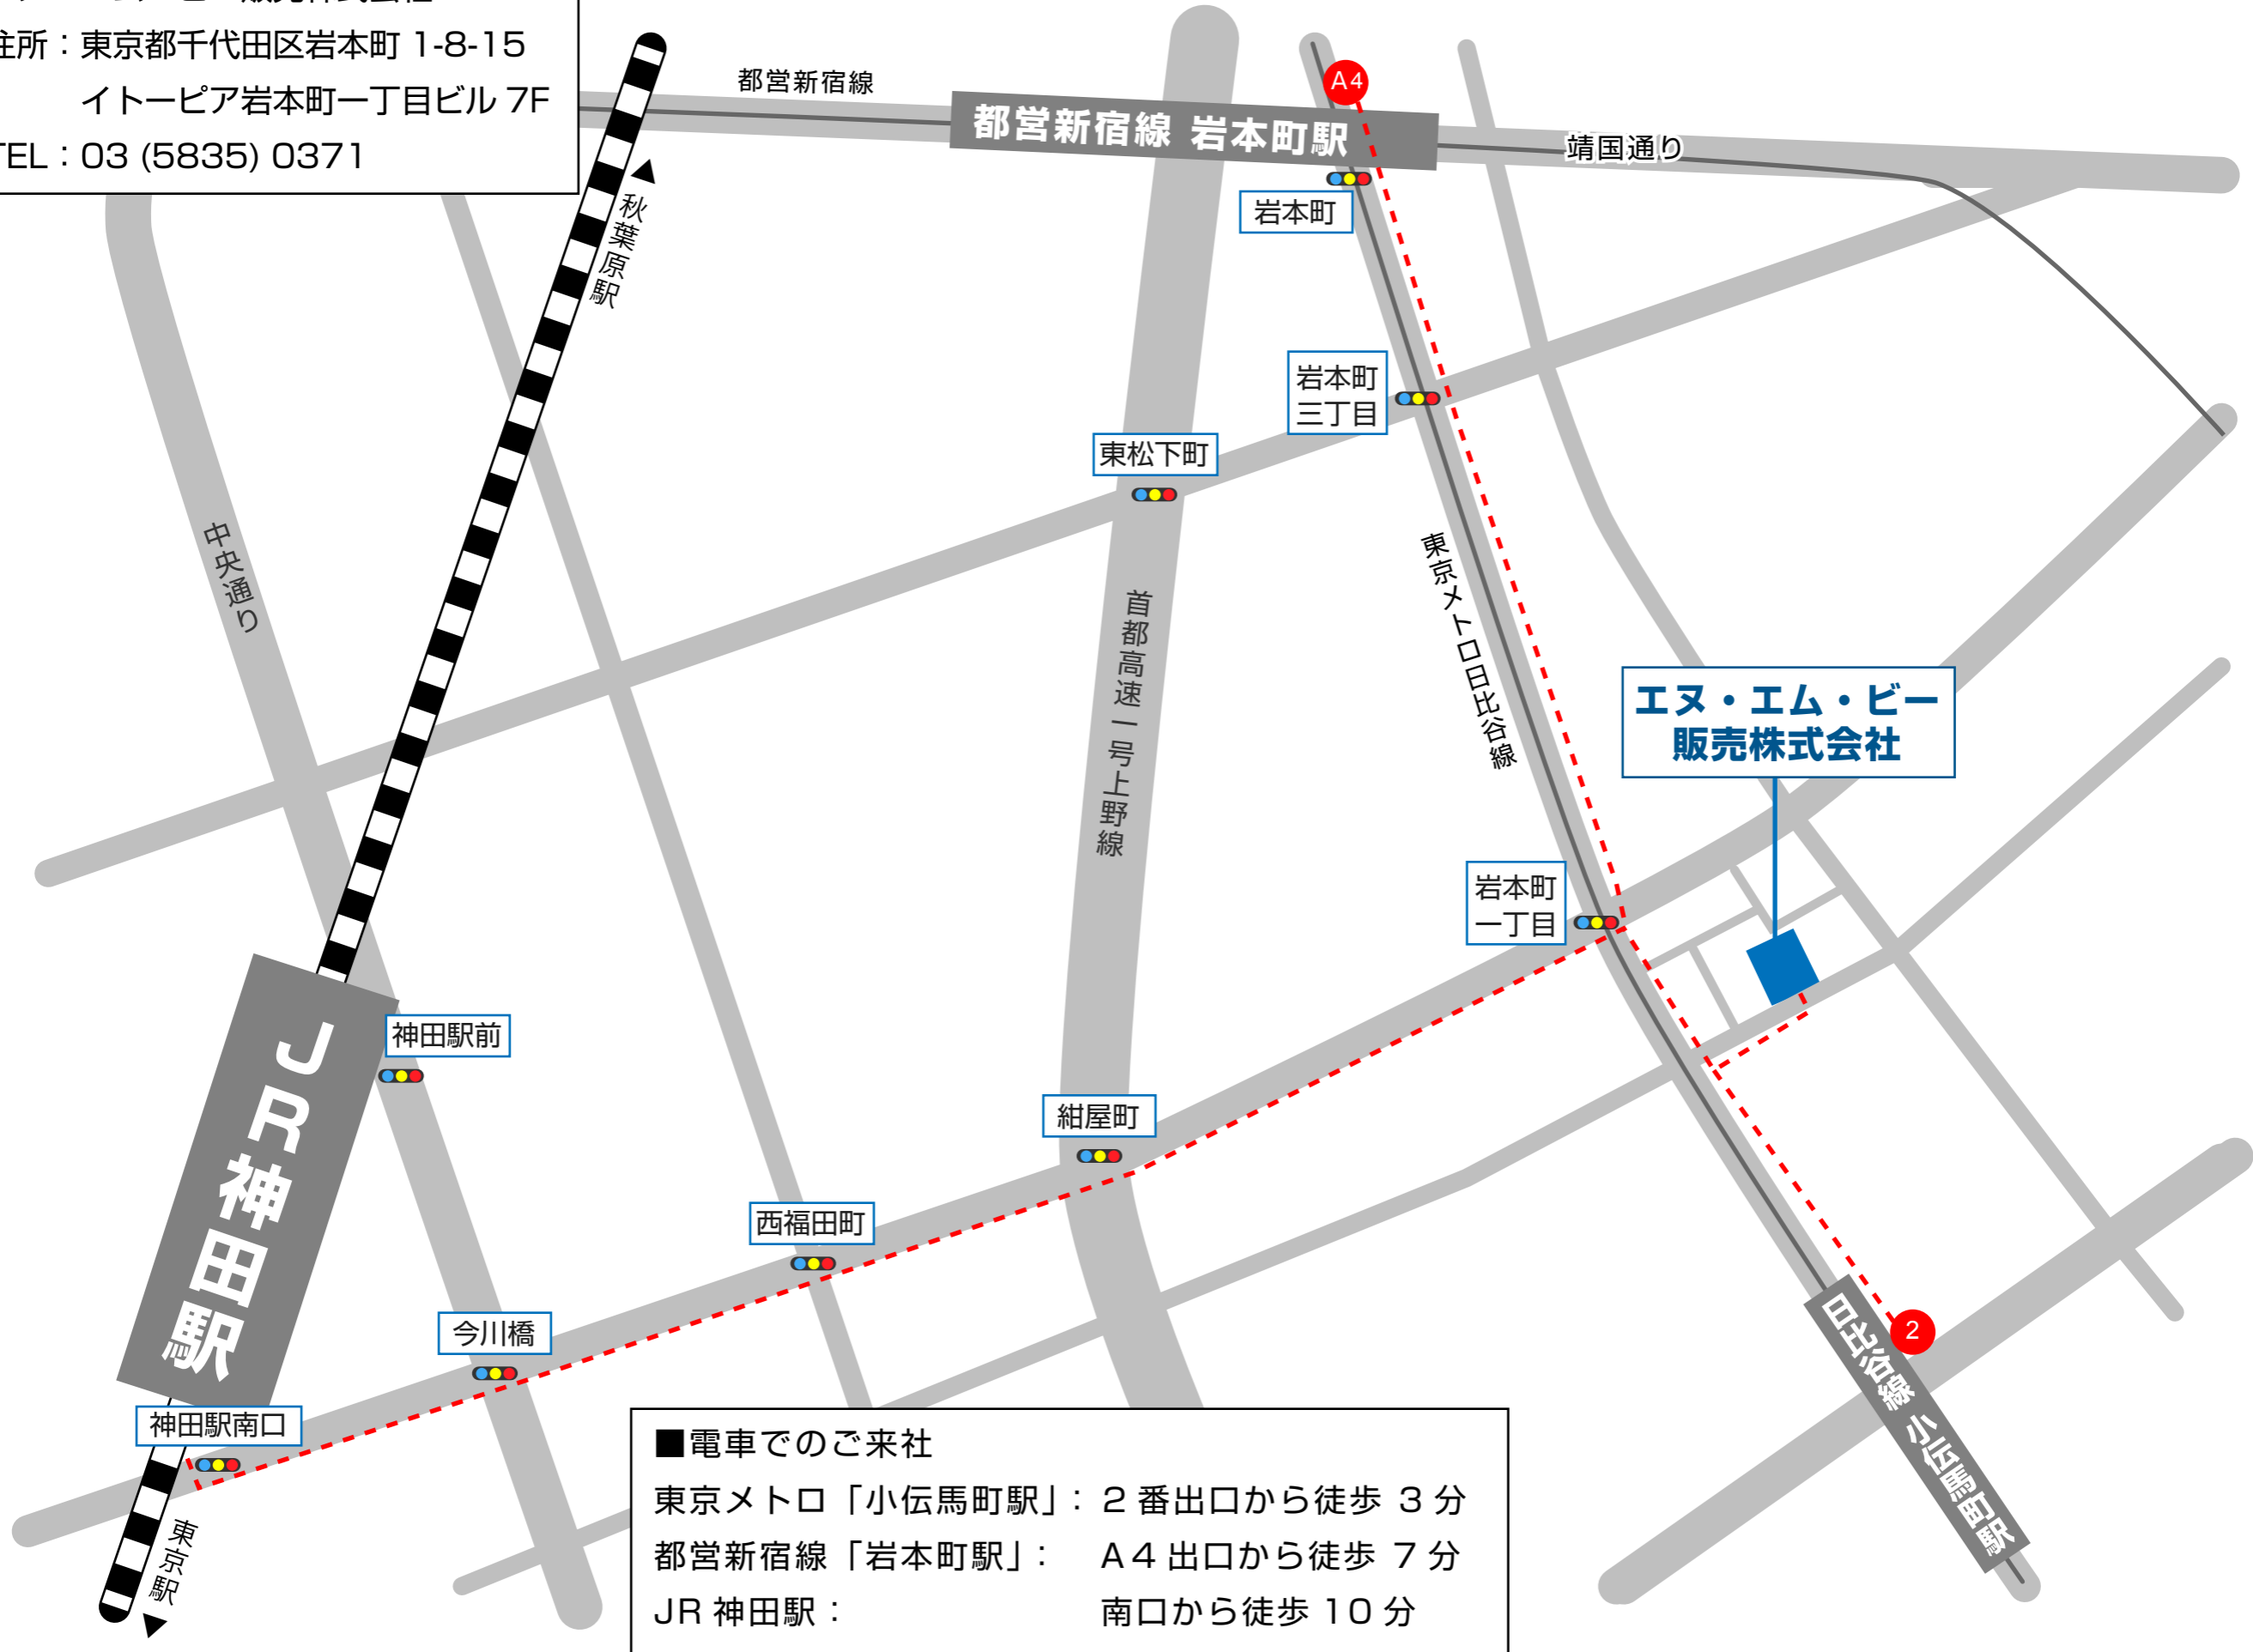 販売株式会社
住所：東京都千代田区岩本町 1-8-15
イトーピア岩本町一丁目ビル 7F
TEL：03 (5835) 0371
都営新宿線
A4
都営新宿線 岩本町駅
靖国通り
秋葉原駅
岩本町
岩本町
三丁目
東松下町
中央通り
首都高速一号上野線
東京メトロ日比谷線
エヌ・エム・ビー
販売株式会社
岩本町
一丁目
JR神田駅
神田駅前
紺屋町
西福田町
今川橋
神田駅南口
2
日比谷線 小伝馬町駅
東京駅
■電車でのご来社
東京メトロ「小伝馬町駅」：2 番出口から徒歩 3 分
都営新宿線「岩本町駅」： A4 出口から徒歩 7 分
JR 神田駅： 南口から徒歩 10 分